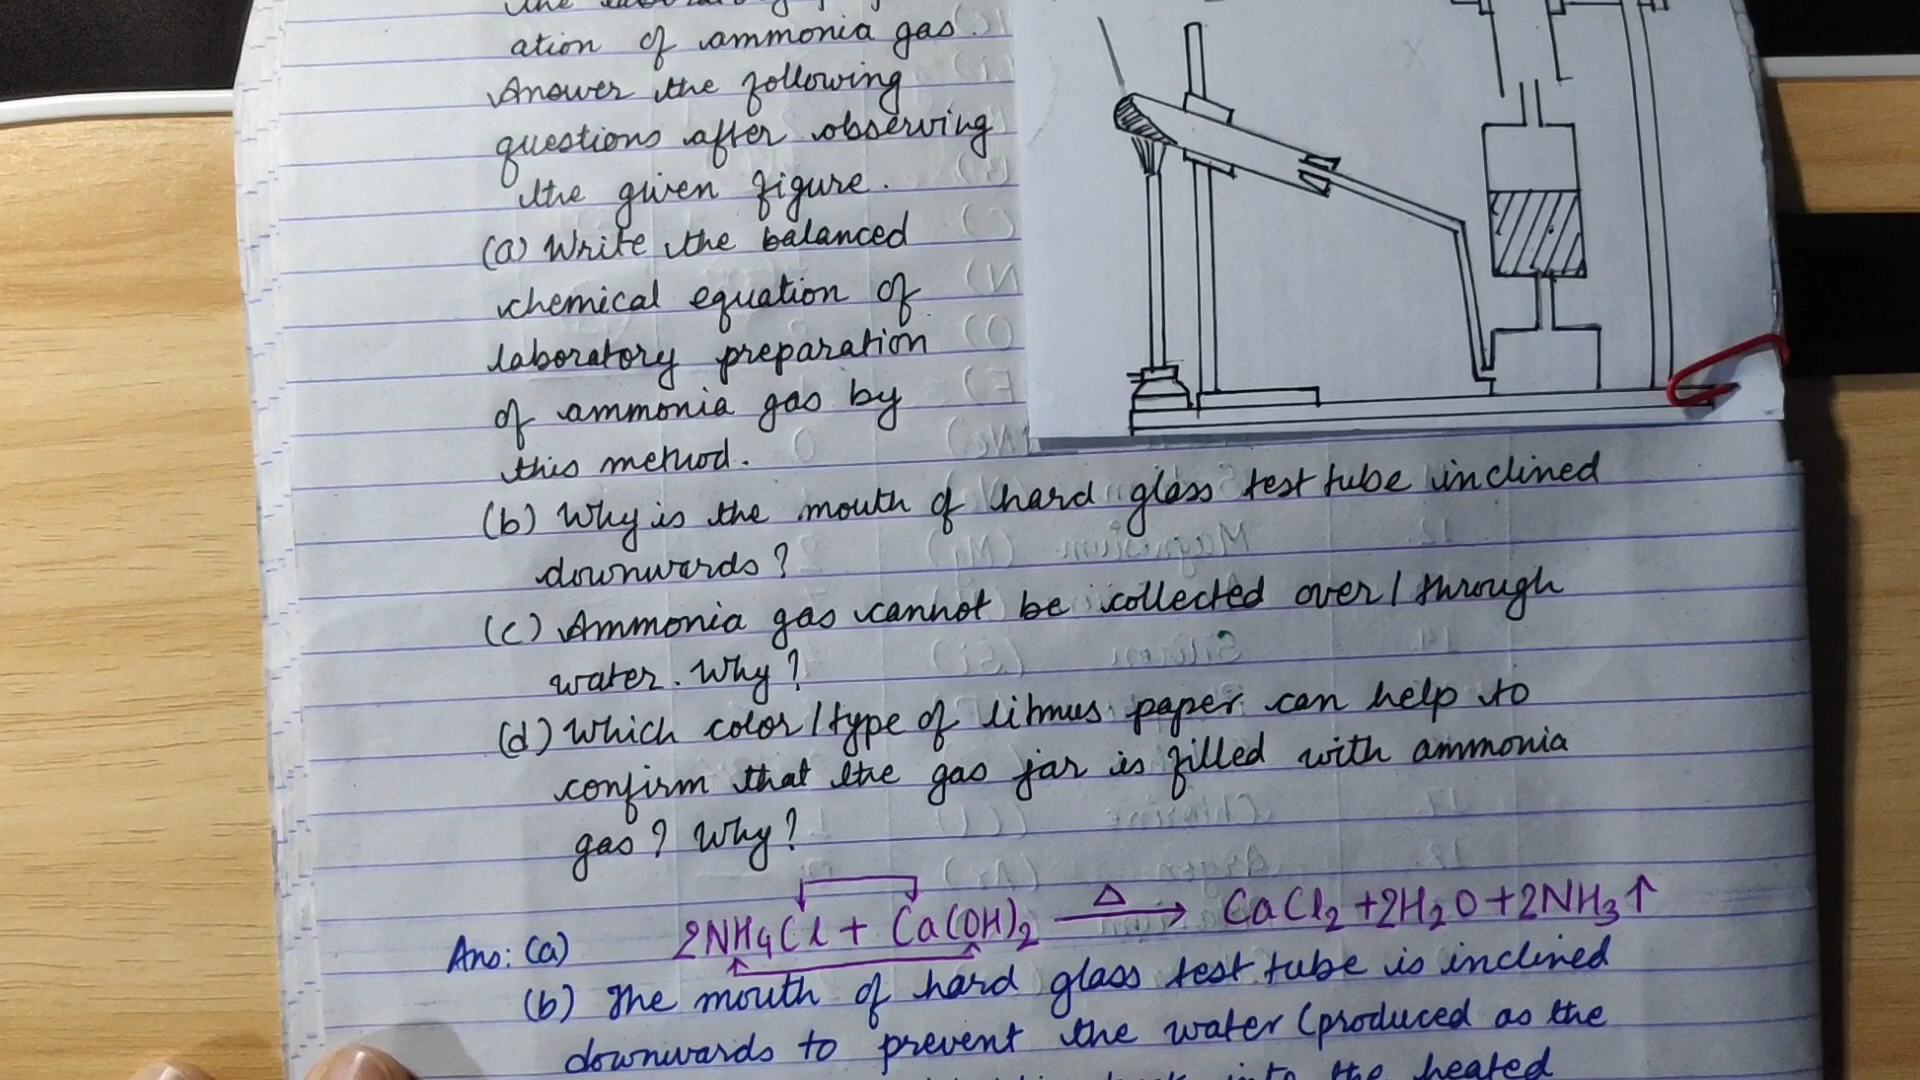 ation of ammonia gas.
Answer the following
questions after observing
the given figure.
(a) Write the balanced
chemical equation of
laboratory preparation
of ammonia gas by
this method.
(b) Why is the mouth of hard glass test tube inclined
downwards?
(c) Ammonia gas cannot be collected over / through
water. Why?
(d) Which color / type of litmus paper can help to
confirm that the gas jar is filled with ammonia
gas? Why?
Ans: (a) 2NH4Cl + Ca(OH)2 —Δ→ CaCl2 + 2H2O + 2NH3↑
(b) The mouth of hard glass test tube is inclined
downwards to prevent the water (produced as the
back into the heated